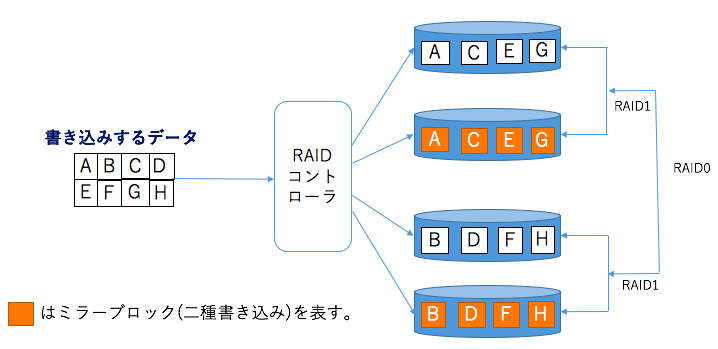 A C E G
RAID1
A C E G
書き込みするデータ
A B C D
E F G H
RAID
コント
ローラ
RAID0
B D F H
RAID1
B D F H
はミラーブロック(二種書き込み)を表す。